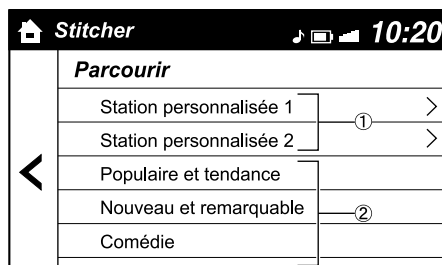 Stitcher 10:20
Parcourir
Station personnalisée 1
①
Station personnalisée 2
Populaire et tendance
Nouveau et remarquable
②
Comédie